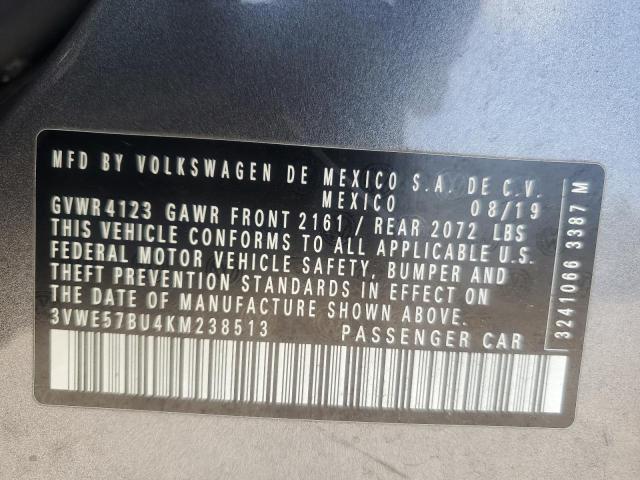 MFD BY VOLKSWAGEN DE MEXICO S.A. DE C.V.
MEXICO 08/19
GVWR4123 GAWR FRONT 2161 / REAR 2072 LBS
THIS VEHICLE CONFORMS TO ALL APPLICABLE U.S.
FEDERAL MOTOR VEHICLE SAFETY, BUMPER AND
THEFT PREVENTION STANDARDS IN EFFECT ON
THE DATE OF MANUFACTURE SHOWN ABOVE.
3VWE57BU4KM238513 PASSENGER CAR
3241066 3387 M